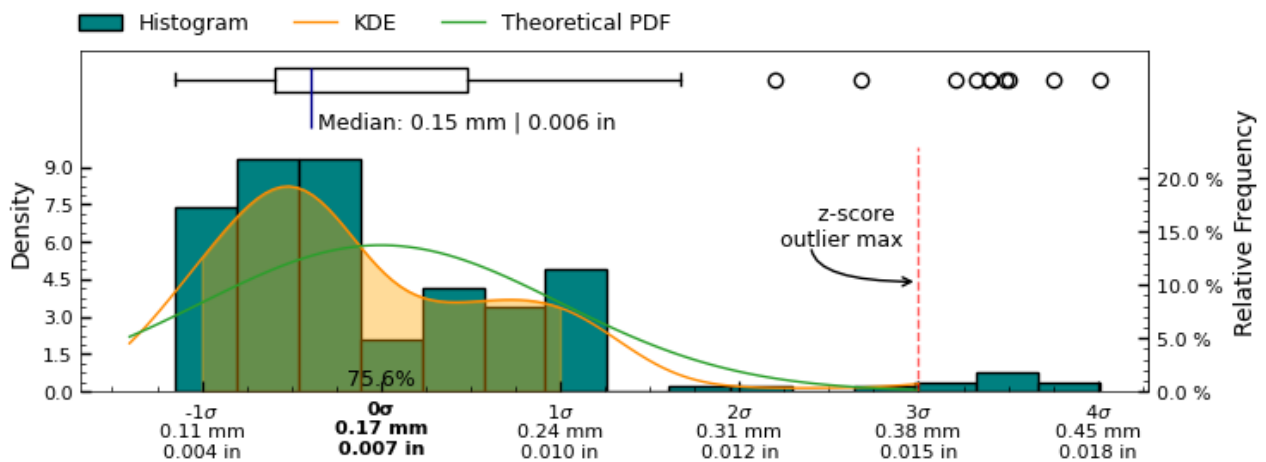 Histogram KDE Theoretical PDF
Median: 0.15 mm | 0.006 in
Density
9.0
7.5
6.0
4.5
3.0
1.5
0.0
z-score
outlier max
75.6%
20.0 %
15.0 %
10.0 %
5.0 %
0.0 %
Relative Frequency
-1σ 0σ 1σ 2σ 3σ 4σ
0.11 mm 0.17 mm 0.24 mm 0.31 mm 0.38 mm 0.45 mm
0.004 in 0.007 in 0.010 in 0.012 in 0.015 in 0.018 in